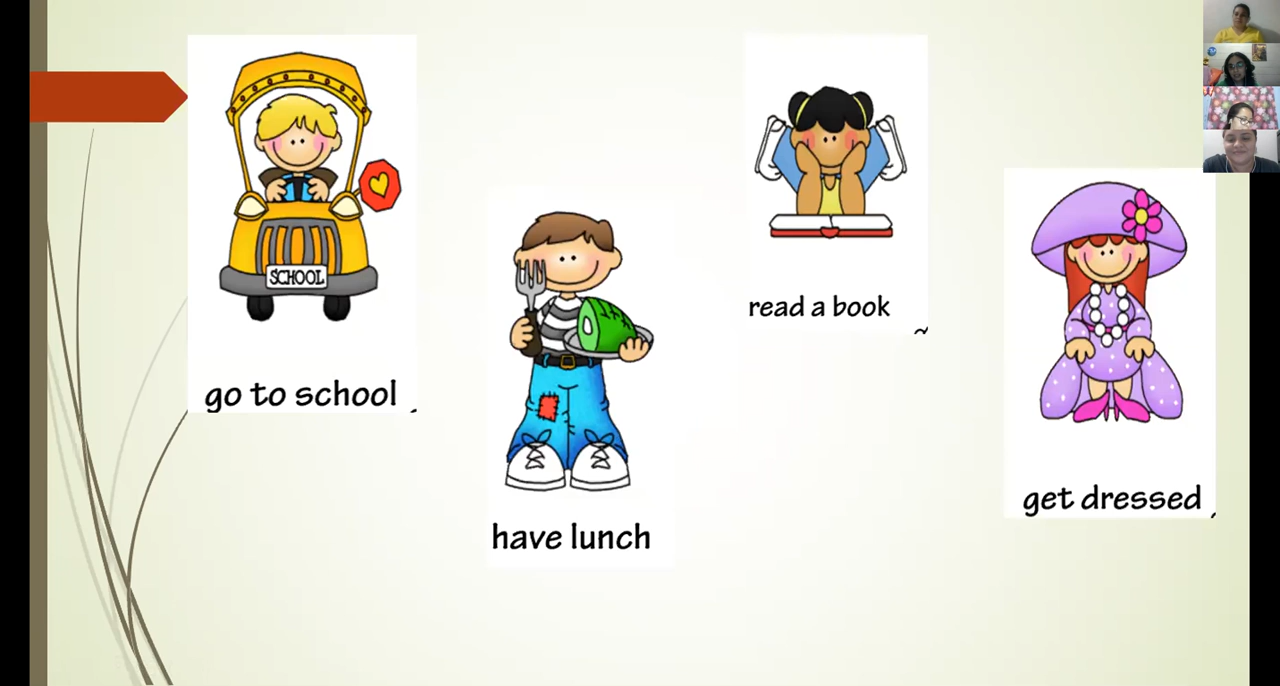 SCHOOL
go to school
have lunch
read a book
get dressed